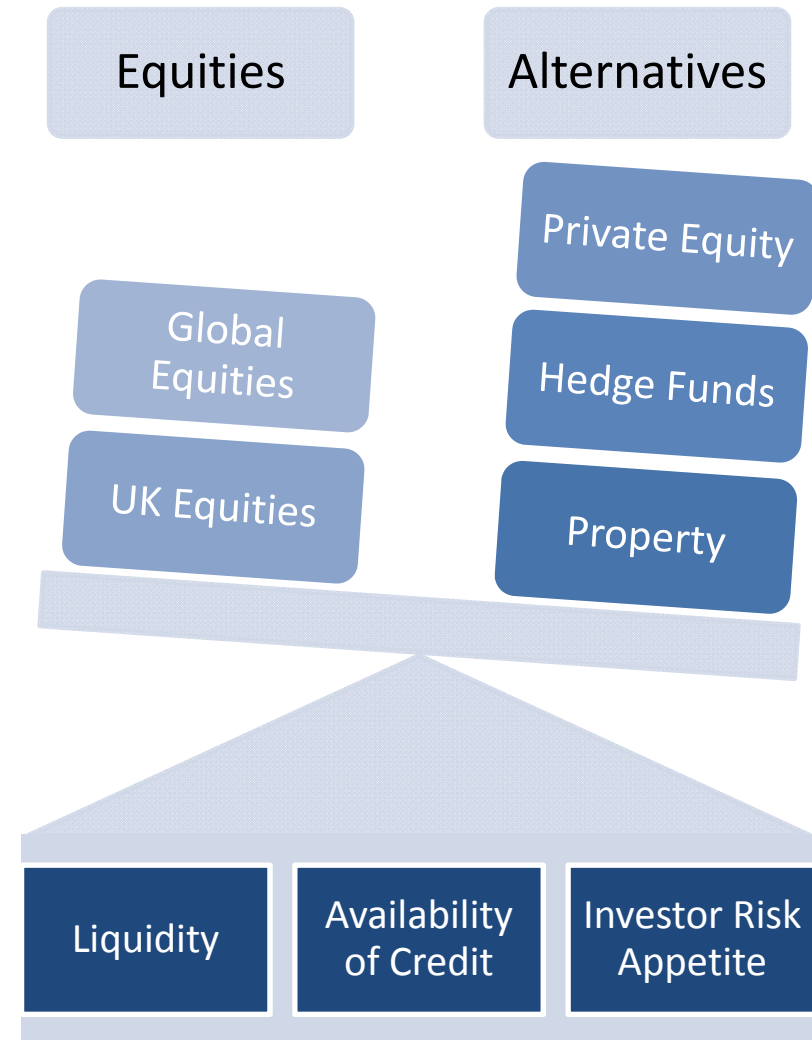 Equities
Alternatives
Private Equity
Global
Equities
Hedge Funds
UK Equities
Property
Liquidity
Availability
of Credit
Investor Risk
Appetite